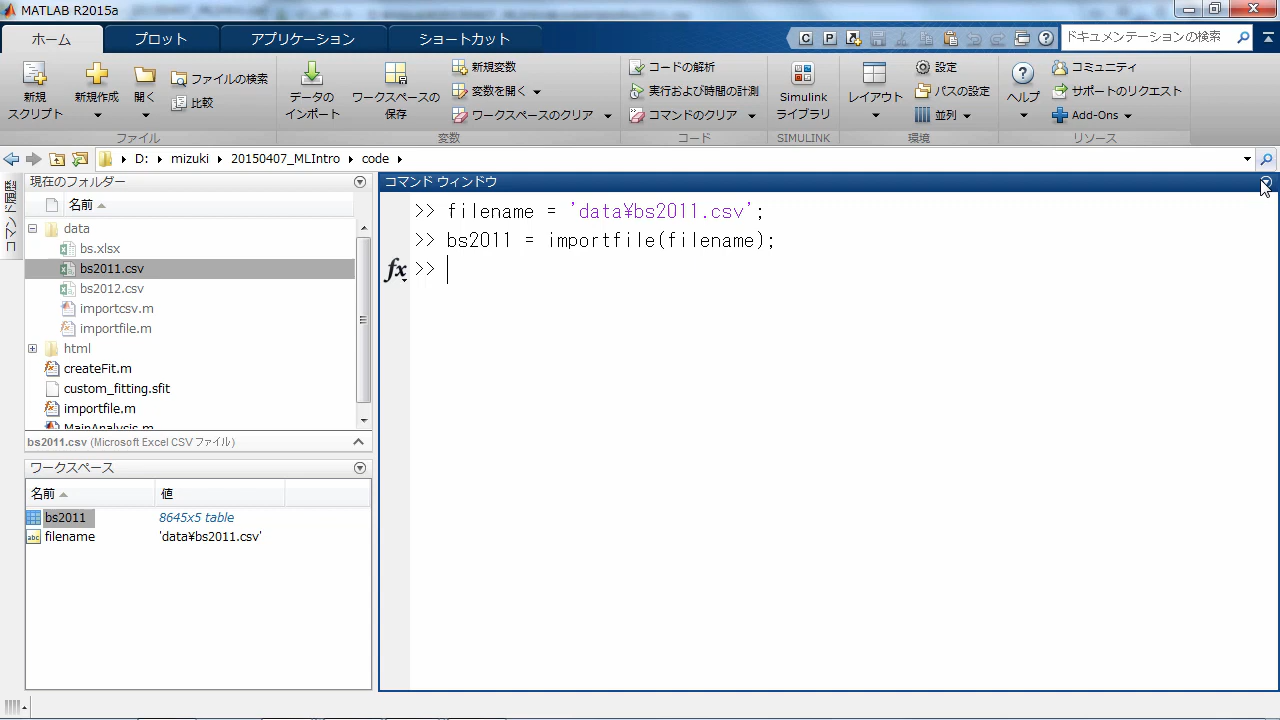 MATLAB R2015a
ホーム
プロット
アプリケーション
ショートカット
ドキュメンテーションの検索
新規
スクリプト
新規作成
開く
ファイルの検索
比較
データの
インポート
ワークスペースの
保存
新規変数
変数を開く
ワークスペースのクリア
コードの解析
実行および時間の計測
コマンドのクリア
Simulink
ライブラリ
レイアウト
設定
パスの設定
並列
ヘルプ
コミュニティ
サポートのリクエスト
Add-Ons
ファイル
変数
コード
SIMULINK
環境
リソース
D: mizuki 20150407_MLIntro code
現在のフォルダー
名前
data
bs.xlsx
bs2011.csv
bs2012.csv
importcsv.m
importfile.m
html
createFit.m
custom_fitting.sfit
importfile.m
MainAnalysis.m
bs2011.csv (Microsoft Excel CSV ファイル)
ワークスペース
名前 値
bs2011 8645x5 table
filename 'data¥bs2011.csv'
コマンド ウィンドウ
>> filename = 'data¥bs2011.csv';
>> bs2011 = importfile(filename);
fx >>